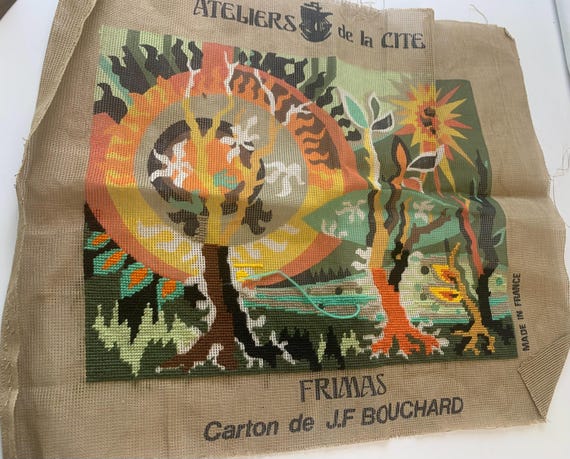 ATELIERS de la CITE
MADE IN FRANCE
FRIMAS
Carton de J.F BOUCHARD